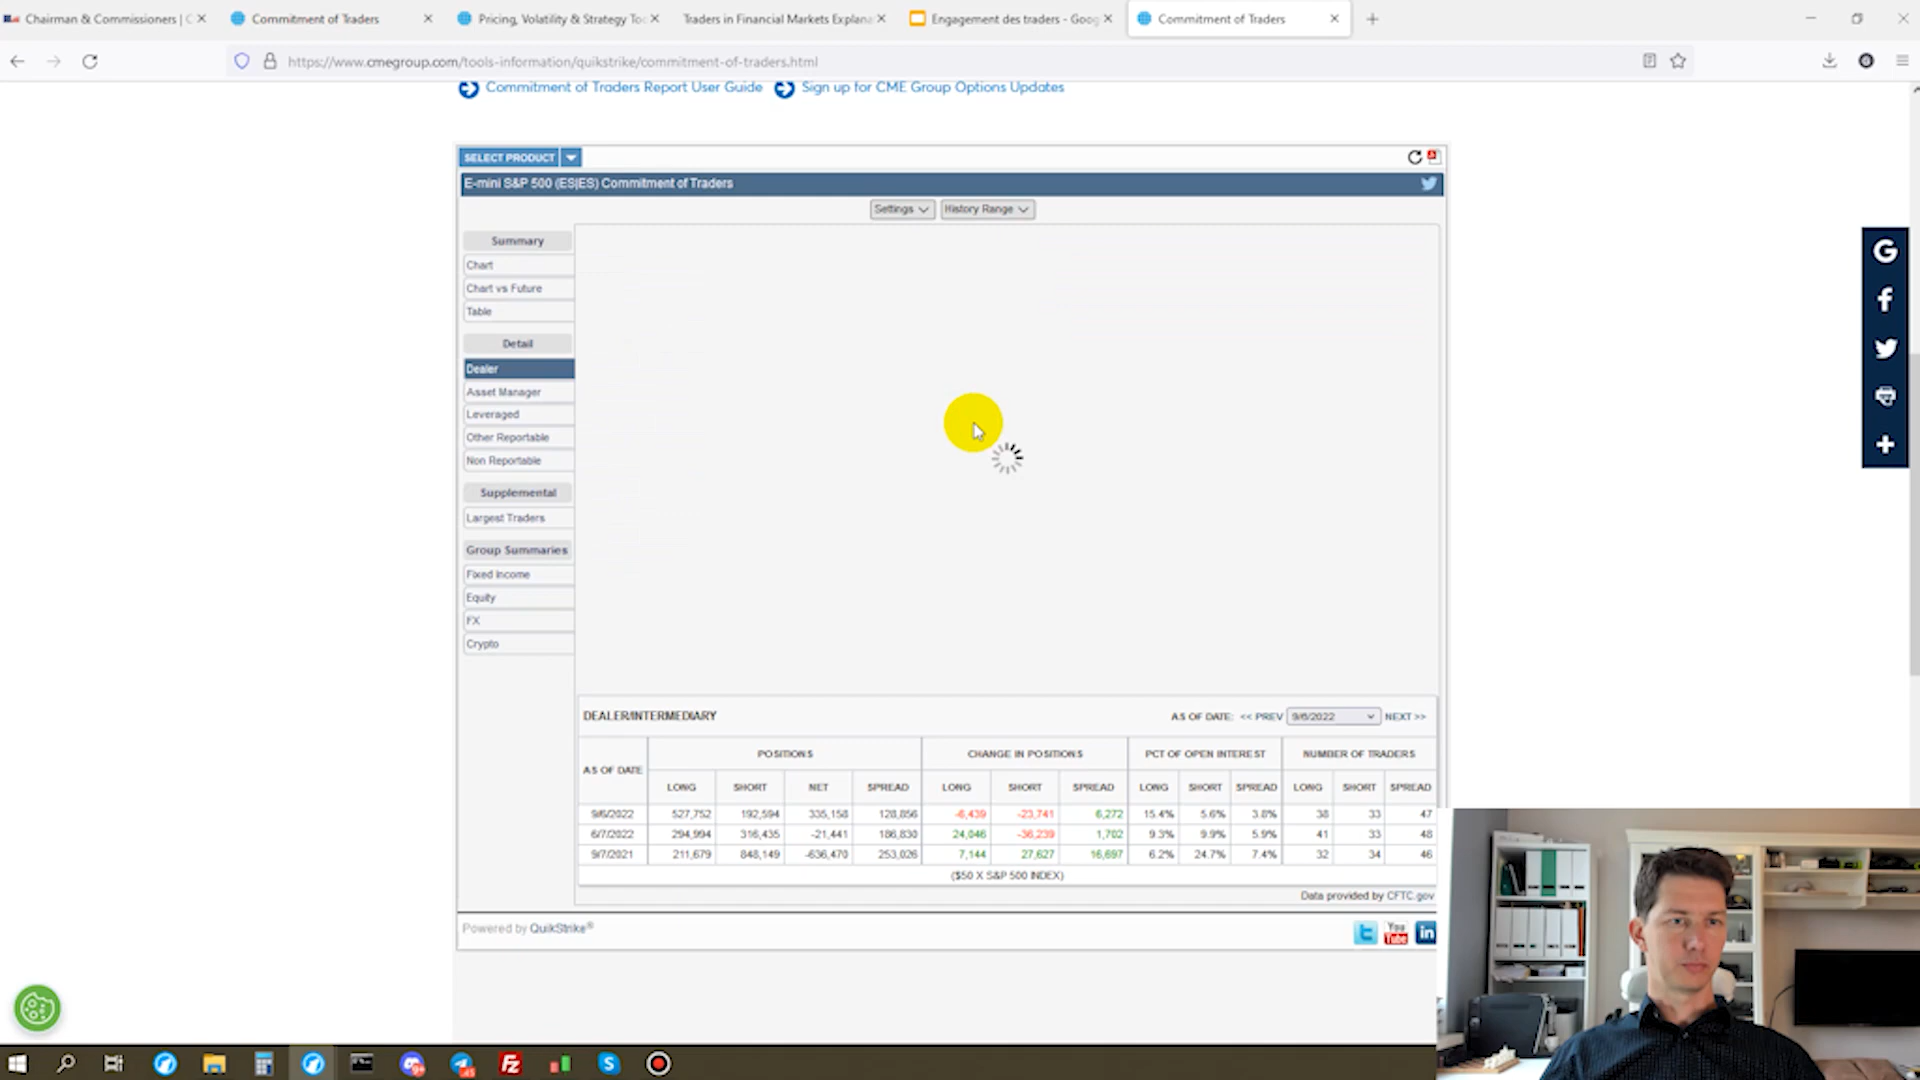 Chairman & Commissioners | C
Commitment of Traders
Pricing, Volatility & Strategy To
Traders in Financial Markets Explana
Engagement des traders - Goog
Commitment of Traders
https://www.cmegroup.com/tools-information/quikstrike/commitment-of-traders.html
Commitment of Traders Report User Guide Sign up for CME Group Options Updates
SELECT PRODUCT
E-mini S&P 500 (ES|ES) Commitment of Traders
Settings History Range
Summary
Chart
Chart vs Future
Table
Detail
Dealer
Asset Manager
Leveraged
Other Reportable
Non Reportable
Supplemental
Largest Traders
Group Summaries
Fixed Income
Equity
FX
Crypto
DEALER/INTERMEDIARY AS OF DATE: << PREV 9/6/2022 NEXT >>
AS OF DATE POSITIONS CHANGE IN POSITIONS PCT OF OPEN INTEREST NUMBER OF TRADERS
LONG SHORT NET SPREAD LONG SHORT SPREAD LONG SHORT SPREAD LONG SHORT SPREAD
9/6/2022 527,752 192,594 335,158 128,856 -6,439 -23,741 6,272 15.4% 5.6% 3.8% 38 33 47
6/7/2022 294,994 316,435 -21,441 186,830 24,046 -36,239 1,702 9.3% 9.9% 5.9% 41 33 48
9/7/2021 211,679 848,149 -636,470 253,026 7,144 27,627 16,697 6.2% 24.7% 7.4% 32 34 46
($50 X S&P 500 INDEX)
Data provided by CFTC.gov
Powered by QuikStrike®
You
Tube
in